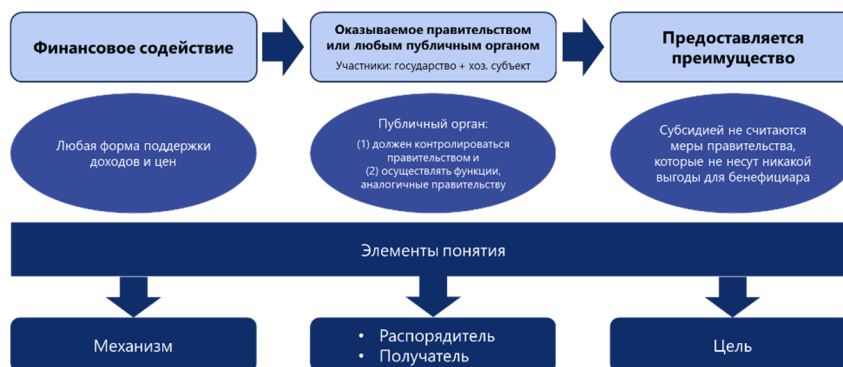 Финансовое содействие
Оказываемое правительством
или любым публичным органом
Участники: государство + хоз. субъект
Предоставляется
преимущество
Любая форма поддержки
доходов и цен
Публичный орган:
(1) должен контролироваться
правительством и
(2) осуществлять функции,
аналогичные правительству
Субсидией не считаются
меры правительства,
которые не несут никакой
выгоды для бенефициара
Элементы понятия
Механизм
• Распорядитель
• Получатель
Цель